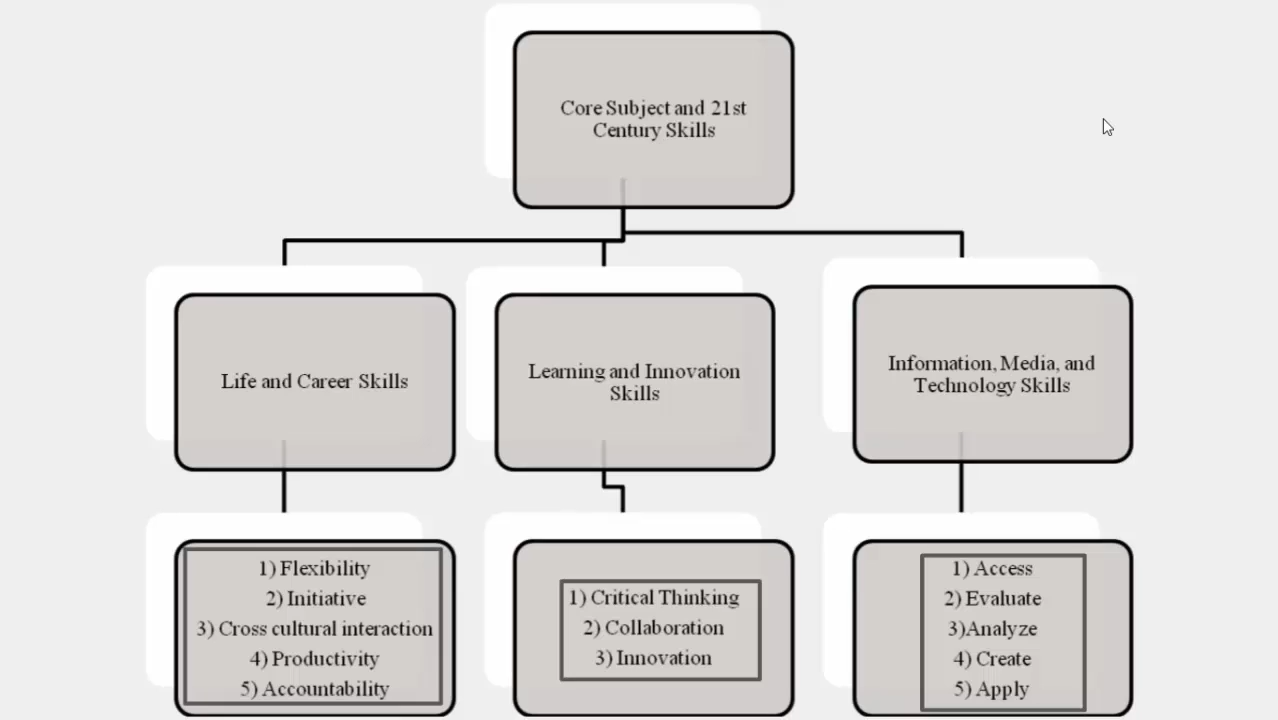 Core Subject and 21st
Century Skills
Life and Career Skills
Learning and Innovation
Skills
Information, Media, and
Technology Skills
1) Flexibility
2) Initiative
3) Cross cultural interaction
4) Productivity
5) Accountability
1) Critical Thinking
2) Collaboration
3) Innovation
1) Access
2) Evaluate
3)Analyze
4) Create
5) Apply